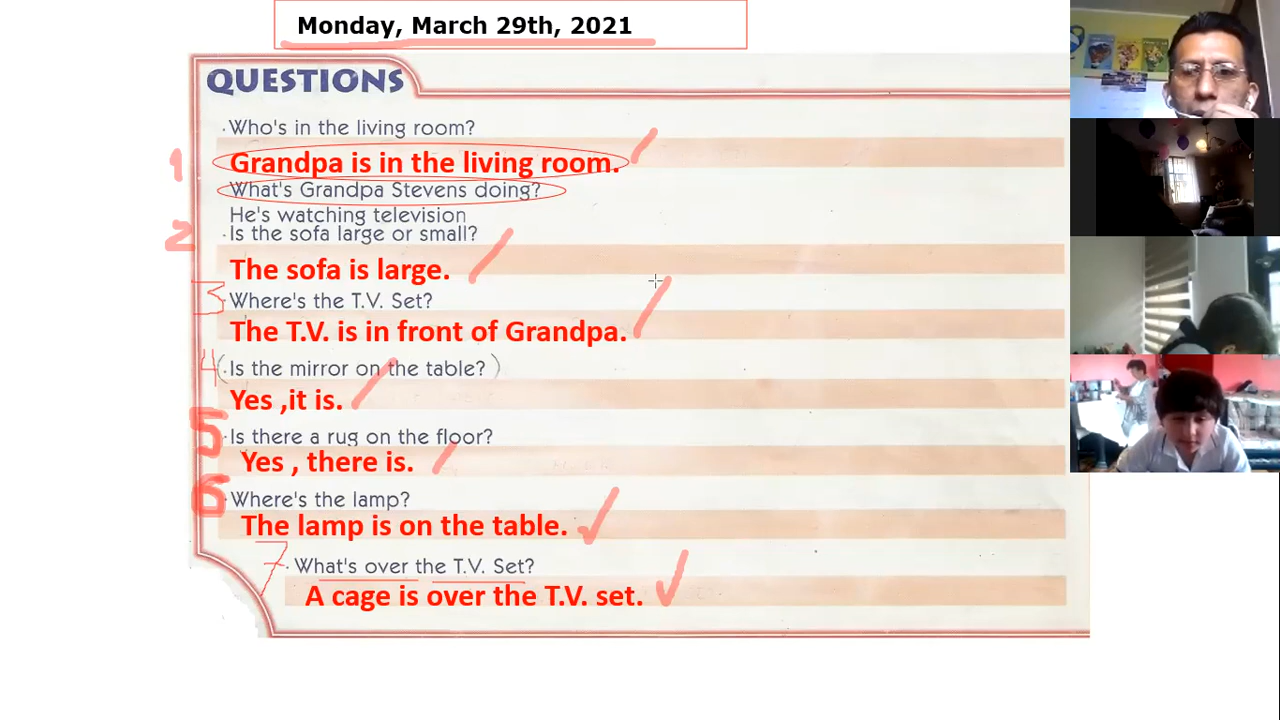 Monday, March 29th, 2021
QUESTIONS
· Who's in the living room?
1
Grandpa is in the living room.
What's Grandpa Stevens doing?
He's watching television
2
· Is the sofa large or small?
The sofa is large.
3
· Where's the T.V. Set?
The T.V. is in front of Grandpa.
4 (· Is the mirror on the table?)
Yes ,it is.
5
· Is there a rug on the floor?
Yes , there is.
6
· Where's the lamp?
The lamp is on the table.
7
· What's over the T.V. Set?
A cage is over the T.V. set.